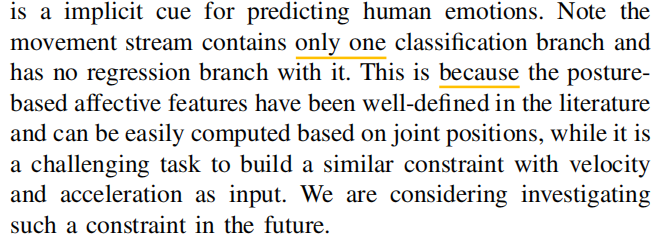 is a implicit cue for predicting human emotions. Note the
movement stream contains only one classification branch and
has no regression branch with it. This is because the posture-
based affective features have been well-defined in the literature
and can be easily computed based on joint positions, while it is
a challenging task to build a similar constraint with velocity
and acceleration as input. We are considering investigating
such a constraint in the future.